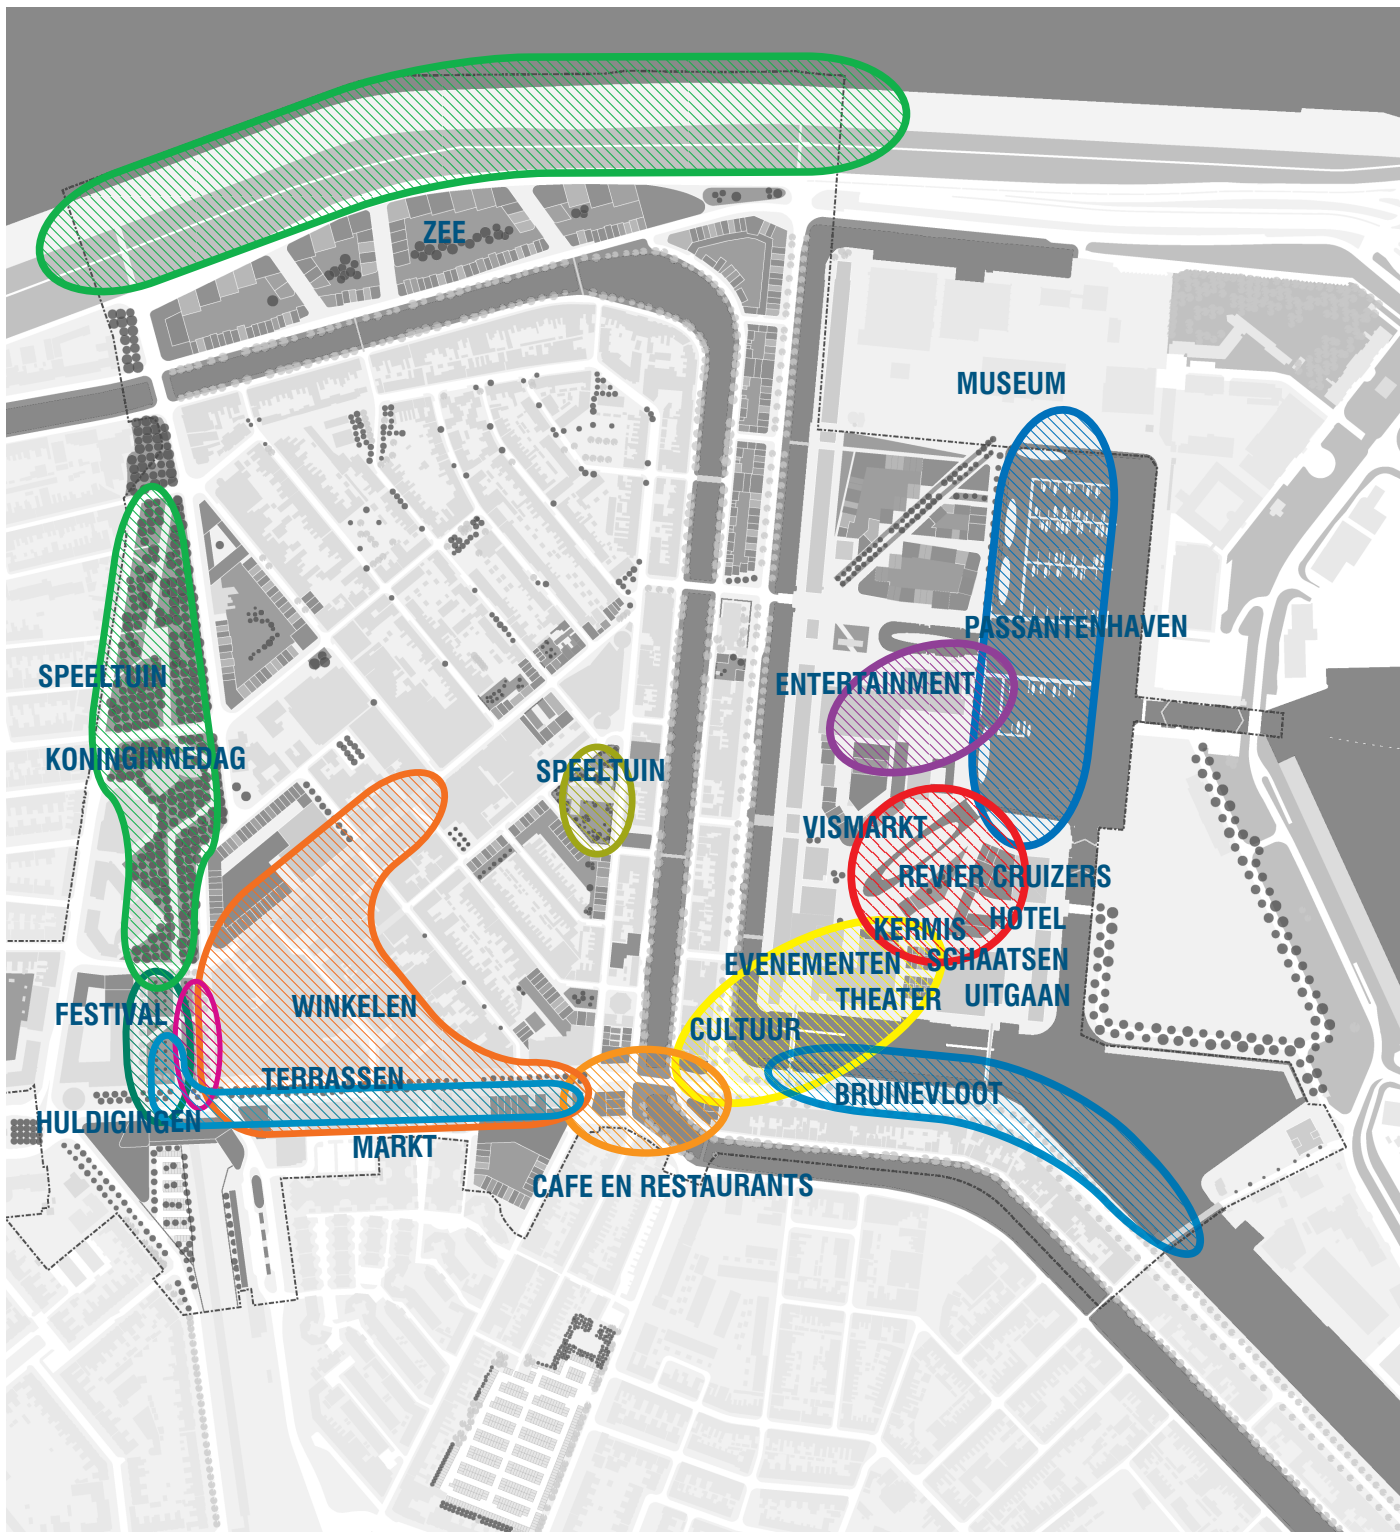 ZEE
MUSEUM
PASSANTENHAVEN
SPEELTUIN
ENTERTAINMENT
KONINGINNEDAG
SPEELTUIN
VISMARKT
REVIER CRUIZERS
HOTEL
KERMIS
EVENEMENTEN
SCHAATSEN
WINKELEN
THEATER
UITGAAN
FESTIVAL
CULTUUR
TERRASSEN
BRUINEVLOOT
HULDIGINGEN
MARKT
CAFE EN RESTAURANTS